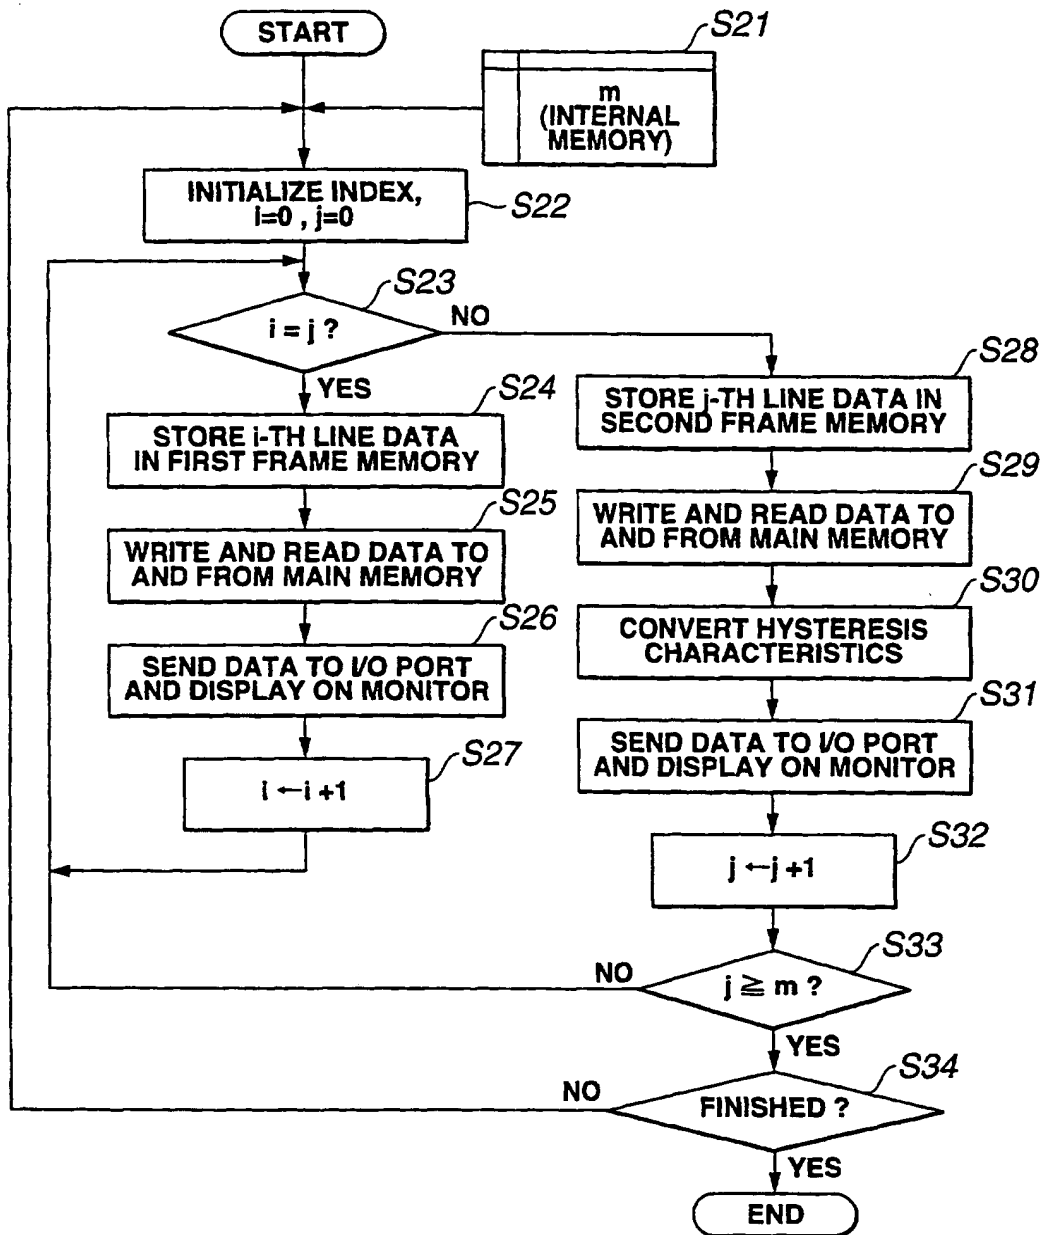 START
S21
m
(INTERNAL
MEMORY)
INITIALIZE INDEX,
i=0 , j=0
S22
S23
i = j ?
NO
YES
S24
STORE i-TH LINE DATA
IN FIRST FRAME MEMORY
S25
WRITE AND READ DATA TO
AND FROM MAIN MEMORY
S26
SEND DATA TO I/O PORT
AND DISPLAY ON MONITOR
S27
i ←i +1
S28
STORE j-TH LINE DATA IN
SECOND FRAME MEMORY
S29
WRITE AND READ DATA TO
AND FROM MAIN MEMORY
S30
CONVERT HYSTERESIS
CHARACTERISTICS
S31
SEND DATA TO I/O PORT
AND DISPLAY ON MONITOR
S32
j ←j +1
S33
NO
j ≧ m ?
YES
S34
NO
FINISHED ?
YES
END